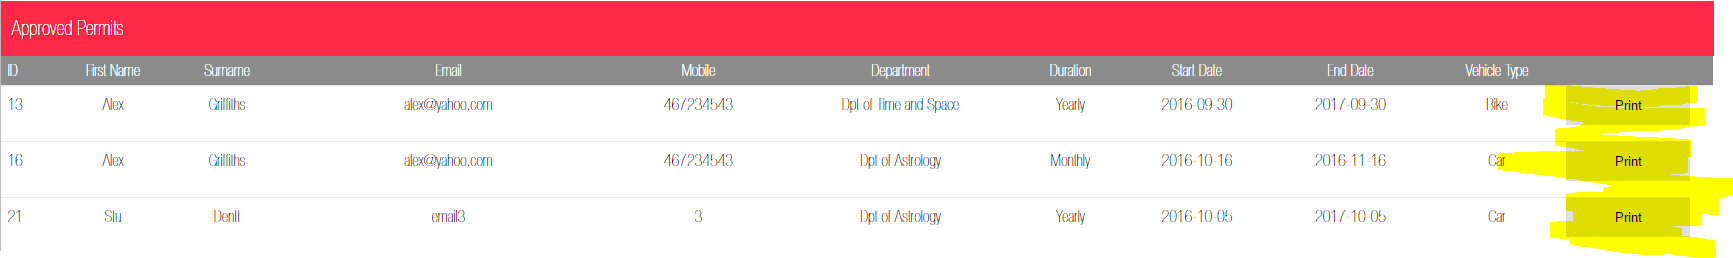 Approved Permits
ID First Name Surname Email Mobile Department Duration Start Date End Date Vehicle Type
13 Alex Griffiths alex@yahoo.com 467234543 Dpt of Time and Space Yearly 2016-09-30 2017-09-30 Bike Print
16 Alex Griffiths alex@yahoo.com 467234543 Dpt of Astrology Monthly 2016-10-16 2016-11-16 Car Print
21 Stu Dentt email3 3 Dpt of Astrology Yearly 2016-10-05 2017-10-05 Car Print